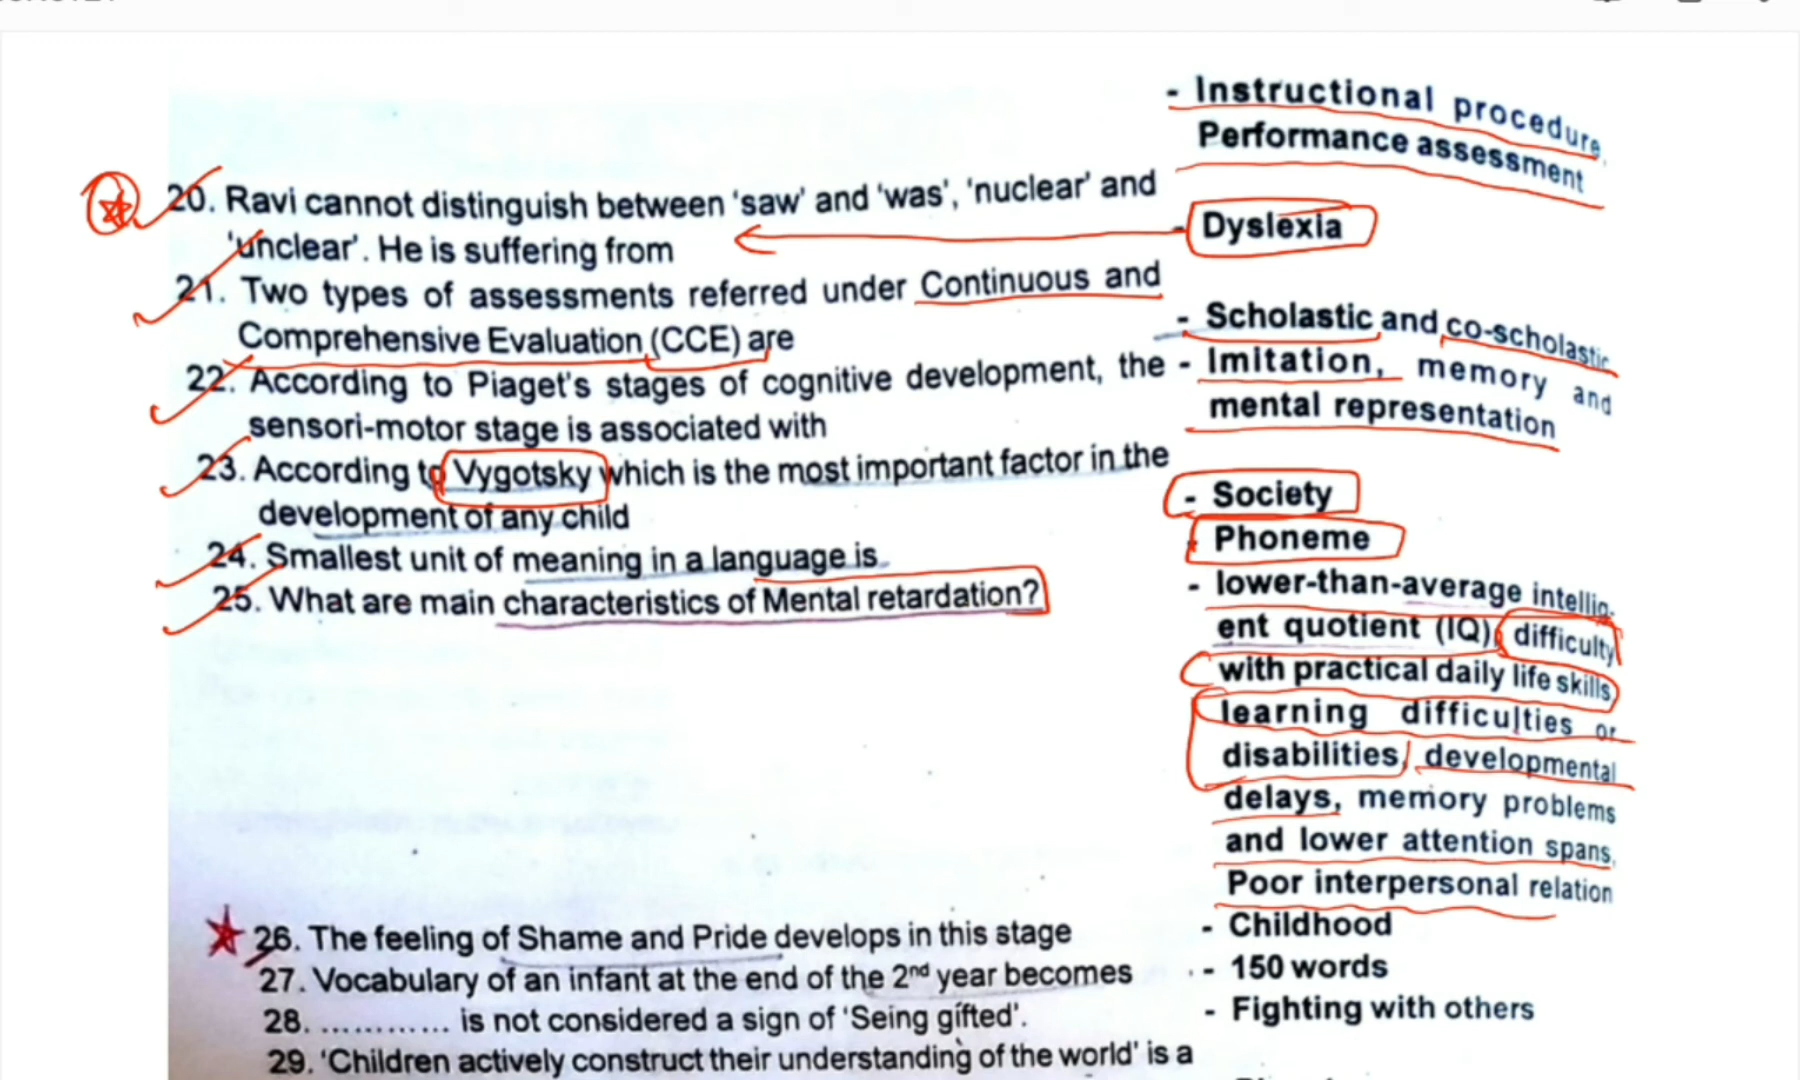 - Instructional procedure,
Performance assessment
20. Ravi cannot distinguish between 'saw' and 'was', 'nuclear' and
'unclear'. He is suffering from
- Dyslexia
21. Two types of assessments referred under Continuous and
Comprehensive Evaluation (CCE) are
- Scholastic and co-scholastic
22. According to Piaget's stages of cognitive development, the
sensori-motor stage is associated with
- Imitation, memory and
mental representation
23. According to Vygotsky which is the most important factor in the
development of any child
- Society
24. Smallest unit of meaning in a language is
- Phoneme
25. What are main characteristics of Mental retardation?
- lower-than-average intellig-
ent quotient (IQ), difficulty
with practical daily life skills,
learning difficulties or
disabilities, developmental
delays, memory problems
and lower attention spans,
Poor interpersonal relation
26. The feeling of Shame and Pride develops in this stage
- Childhood
27. Vocabulary of an infant at the end of the 2nd year becomes
- 150 words
28. ............ is not considered a sign of 'Seing gifted'.
- Fighting with others
29. 'Children actively construct their understanding of the world' is a